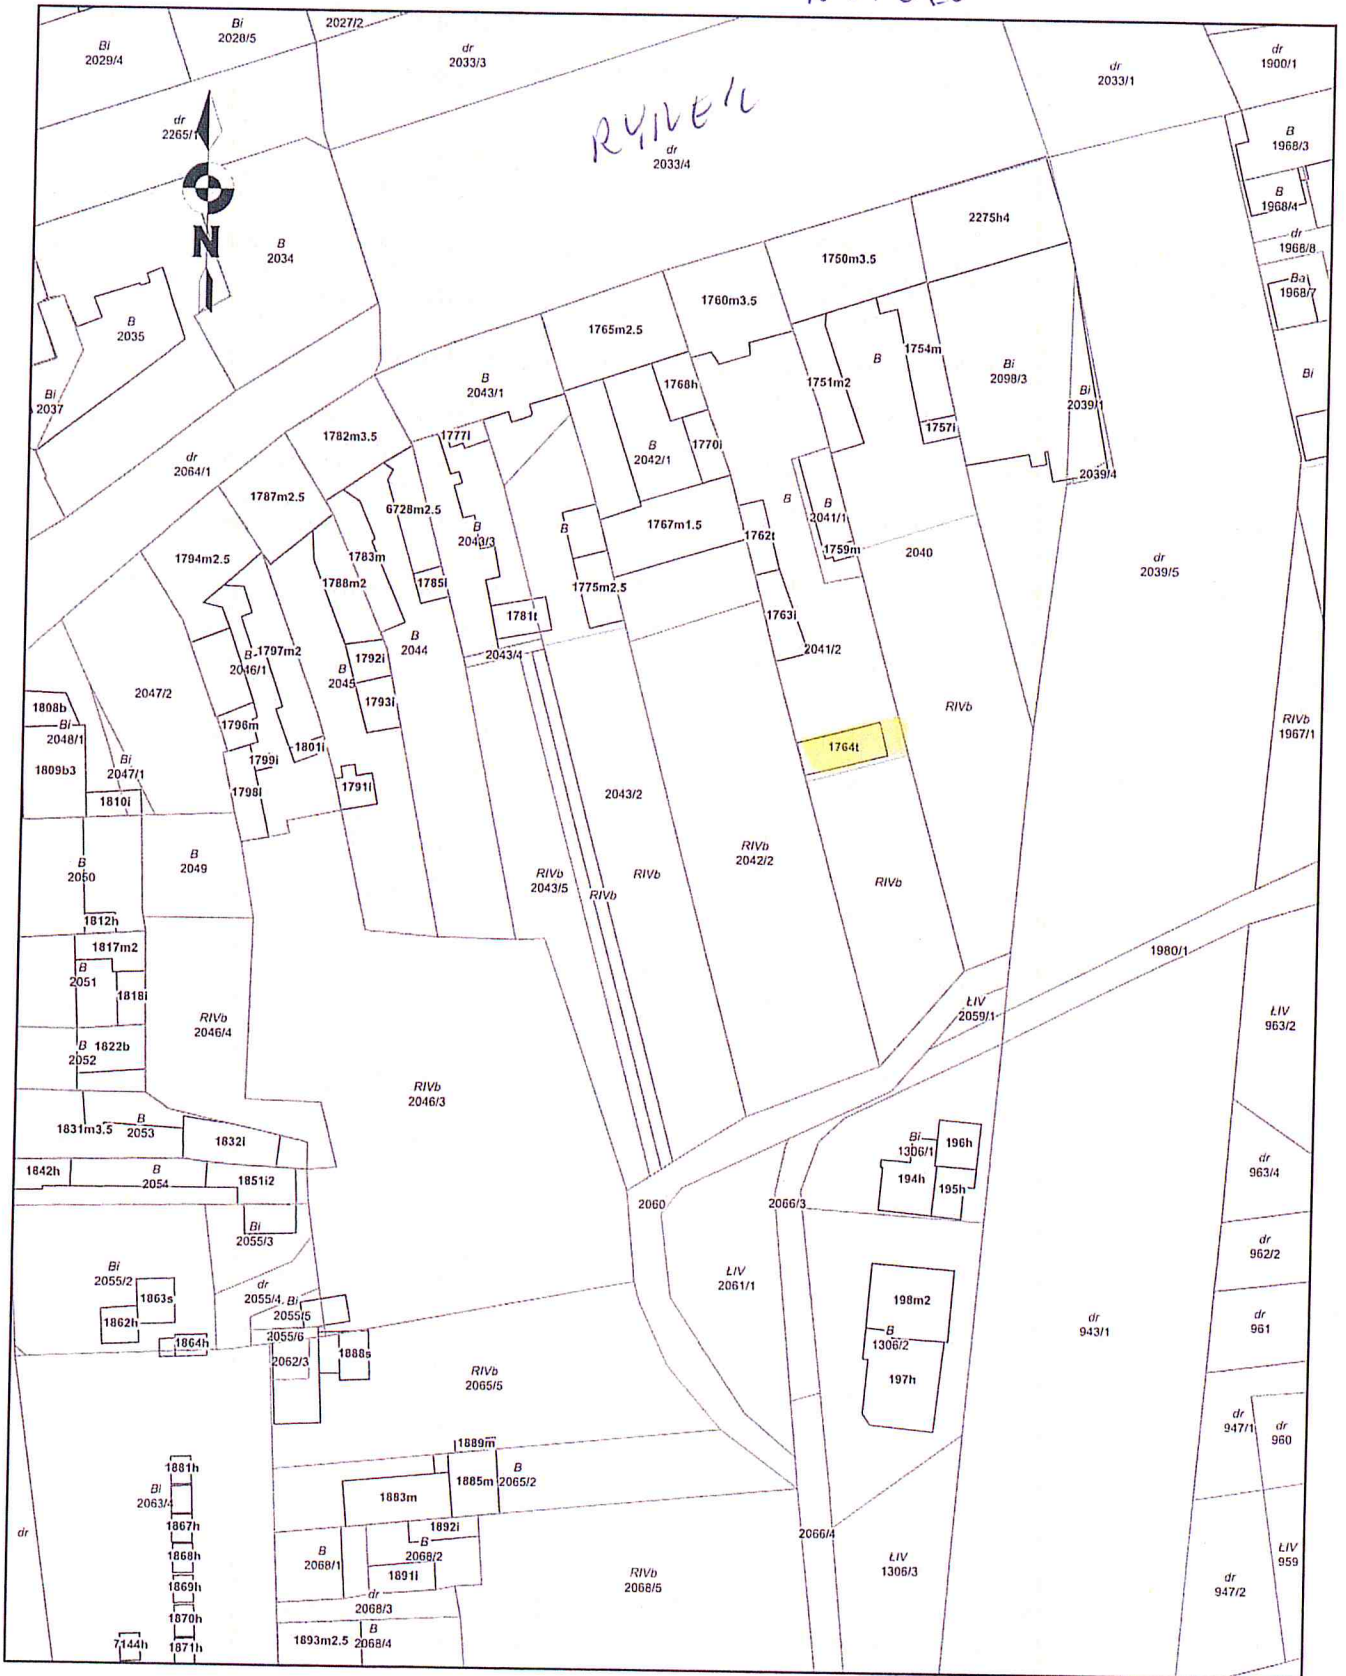 Bi
2029/4
Bi
2028/5
2027/2
dr
2033/3
dr
2033/1
dr
1900/1
dr
2265/1
N
RYNEK
dr
2033/4
B
1968/3
B
1968/4
dr
1968/8
Ba
1968/7
Bi
B
2034
B
2035
Bi
2037
2275h4
1750m3.5
1760m3.5
1765m2.5
B
2043/1
1768h
1770i
B
2042/1
1751m2
B
1754m
1757i
Bi
2098/3
Bi
2039/1
2039/4
dr
2064/1
1782m3.5
1777i
1787m2.5
6728m2.5
B
2043/3
B
1767m1.5
1762t
B
B
2041/1
1759m
2040
dr
2039/5
1794m2.5
1783m
1788m2
1785i
1775m2.5
1781t
1763i
2041/2
B
2044
2043/4
1797m2
B
2046/1
1792i
B
2045
1793i
2047/2
1808b
Bi
2048/1
1809b3
Bi
2047/1
1810i
1796m
1799i
1801i
1798i
1791i
RIVb
RIVb
1967/1
1764t
2043/2
RIVb
2042/2
B
2050
B
2049
RIVb
2043/5
RIVb
RIVb
RIVb
1812h
1817m2
B
2051
1818i
1980/1
RIVb
2046/4
ŁIV
2059/1
ŁIV
963/2
B
2052
1822b
RIVb
2046/3
1831m3.5
B
2053
1832i
Bi
1306/1
196h
194h
195h
dr
963/4
1842h
B
2054
1851i2
2060
2066/3
Bi
2055/3
dr
962/2
Bi
2055/2
1863s
1862h
1864h
dr
2055/4
Bi
2055/5
2055/6
2062/3
1888s
ŁIV
2061/1
198m2
B
1306/2
197h
dr
943/1
dr
961
RIVb
2065/5
dr
947/1
dr
960
1889m
1885m
B
2065/2
1883m
1881h
Bi
2063/4
1867h
1868h
1869h
1870h
1871h
7144h
dr
1892i
B
2068/1
B
2068/2
1891i
dr
2068/3
1893m2.5
B
2068/4
RIVb
2068/5
2066/4
ŁIV
1306/3
dr
947/2
ŁIV
959